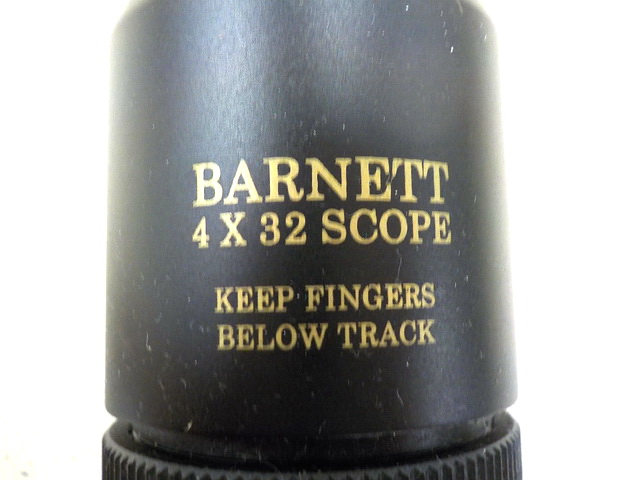 BARNETT
4 X 32 SCOPE
KEEP FINGERS
BELOW TRACK